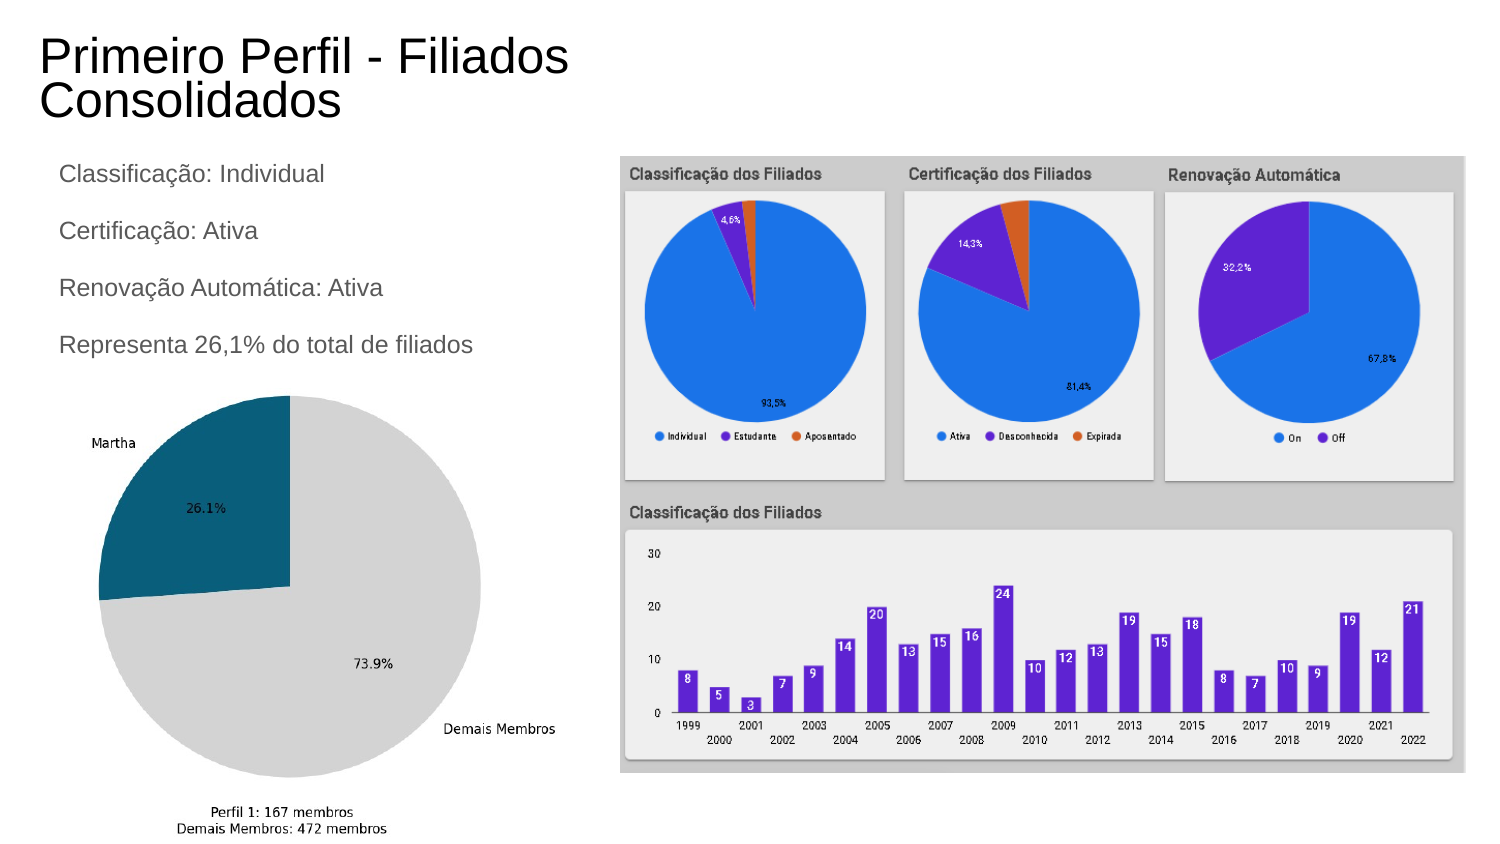 Primeiro Perfil - Filiados
Consolidados
Classificação: Individual
Certificação: Ativa
Renovação Automática: Ativa
Representa 26,1% do total de filiados
Martha
26.1%
73.9%
Demais Membros
Perfil 1: 167 membros
Demais Membros: 472 membros
Classificação dos Filiados
4,6%
93,5%
Individual Estudante Aposentado
Certificação dos Filiados
14,3%
81,4%
Ativa Desconhecida Expirada
Renovação Automática
32,2%
67,8%
On Off
Classificação dos Filiados
30
20
10
0
8 5 3 7 9 14 20 13 15 16 24 10 12 13 19 15 18 8 7 10 9 19 12 21
1999 2001 2003 2005 2007 2009 2011 2013 2015 2017 2019 2021
2000 2002 2004 2006 2008 2010 2012 2014 2016 2018 2020 2022